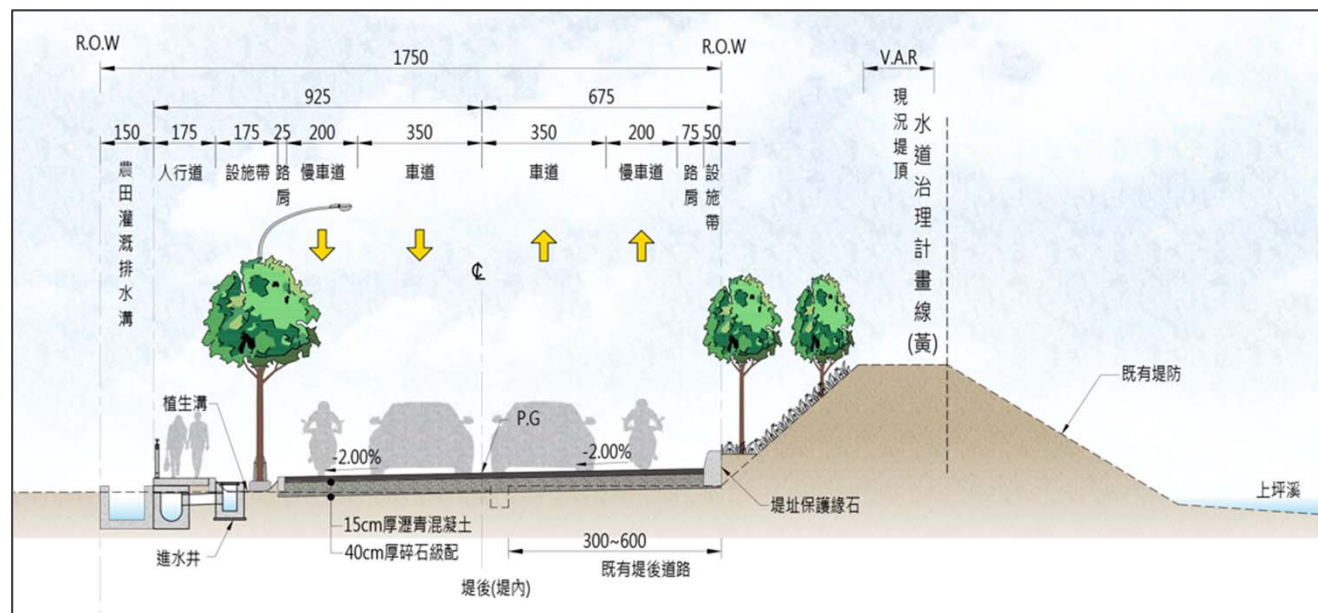 R.O.W
R.O.W
V.A.R
1750
925
675
150
175
175
25
200
350
350
200
75
50
農田灌溉排水溝
人行道
設施帶
路肩
慢車道
車道
車道
慢車道
路肩
設施帶
現況堤頂
水道治理計畫線(黃)
℄
植生溝
P.G
-2.00%
-2.00%
既有堤防
堤址保護緣石
上坪溪
進水井
15cm厚瀝青混凝土
40cm厚碎石級配
300~600
既有堤後道路
堤後(堤內)